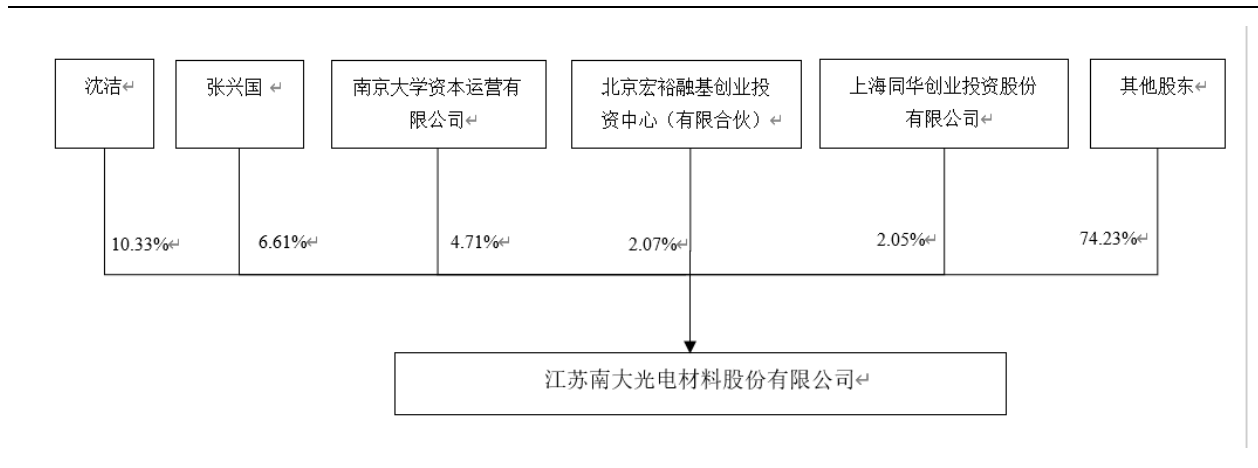 沈洁
张兴国
南京大学资本运营有
限公司
北京宏裕融基创业投
资中心（有限合伙）
上海同华创业投资股份
有限公司
其他股东
10.33%
6.61%
4.71%
2.07%
2.05%
74.23%
江苏南大光电材料股份有限公司